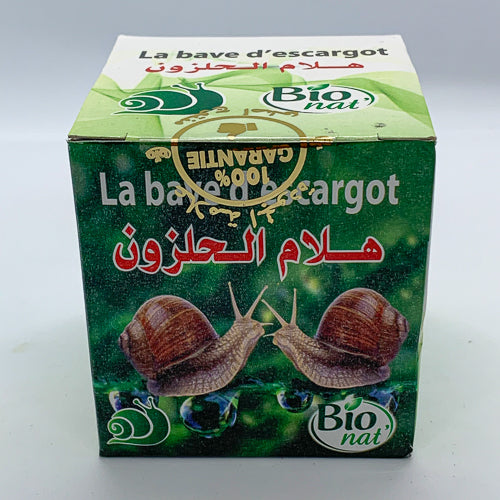 La bave d'escargot
هلام الحلزون
Bio
nat'
100%
GARANTIE
La bave d'escargot
هلام الحلزون
Bio
nat'